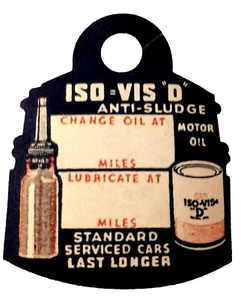 ISO=VIS "D"
ANTI-SLUDGE
CHANGE OIL AT
MILES
MOTOR
OIL
LUBRICATE AT
MILES
ISO=VIS
"D"
STANDARD
SERVICED CARS
LAST LONGER